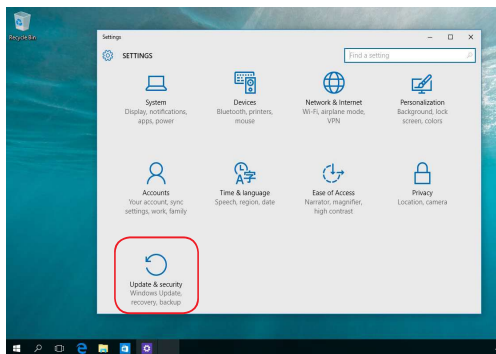 Recycle Bin
Settings
SETTINGS
Find a setting
System
Display, notifications,
apps, power
Devices
Bluetooth, printers,
mouse
Network & Internet
Wi-Fi, airplane mode,
VPN
Personalization
Background, lock
screen, colors
Accounts
Your account, sync
settings, work, family
Time & language
Speech, region, date
Ease of Access
Narrator, magnifier,
high contrast
Privacy
Location, camera
Update & security
Windows Update,
recovery, backup